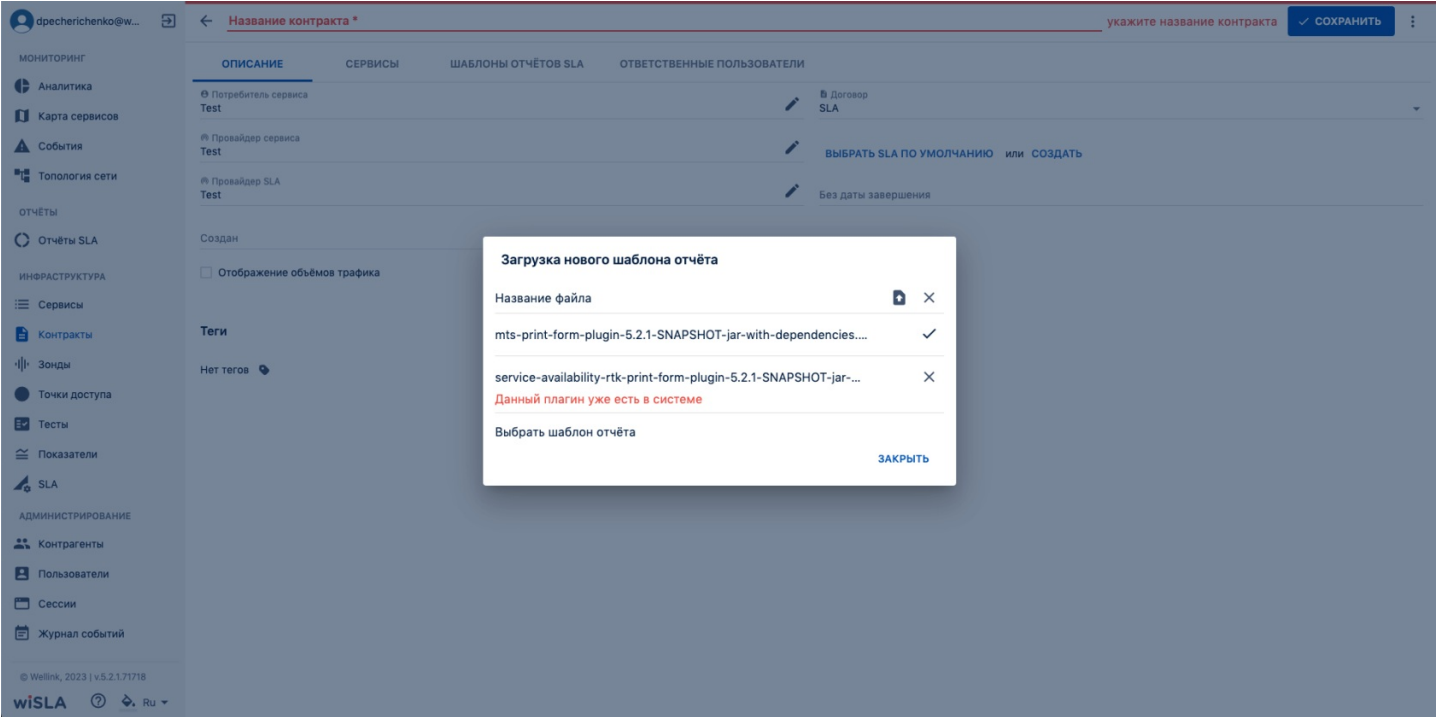 dpecherichenko@w...
Название контракта *
укажите название контракта
СОХРАНИТЬ
МОНИТОРИНГ
Аналитика
Карта сервисов
События
Топология сети
ОТЧЁТЫ
Отчёты SLA
ИНФРАСТРУКТУРА
Сервисы
Контракты
Зонды
Точки доступа
Тесты
Показатели
SLA
АДМИНИСТРИРОВАНИЕ
Контрагенты
Пользователи
Сессии
Журнал событий
© Wellink, 2023 | v.5.2.1.71718
wiSLA
Ru
ОПИСАНИЕ СЕРВИСЫ ШАБЛОНЫ ОТЧЁТОВ SLA ОТВЕТСТВЕННЫЕ ПОЛЬЗОВАТЕЛИ
Потребитель сервиса
Test
Провайдер сервиса
Test
Провайдер SLA
Test
Создан
Отображение объёмов трафика
Теги
Нет тегов
Договор
SLA
ВЫБРАТЬ SLA ПО УМОЛЧАНИЮ или СОЗДАТЬ
Без даты завершения
Загрузка нового шаблона отчёта
Название файла
mts-print-form-plugin-5.2.1-SNAPSHOT-jar-with-dependencies....
service-availability-rtk-print-form-plugin-5.2.1-SNAPSHOT-jar-...
Данный плагин уже есть в системе
Выбрать шаблон отчёта
ЗАКРЫТЬ